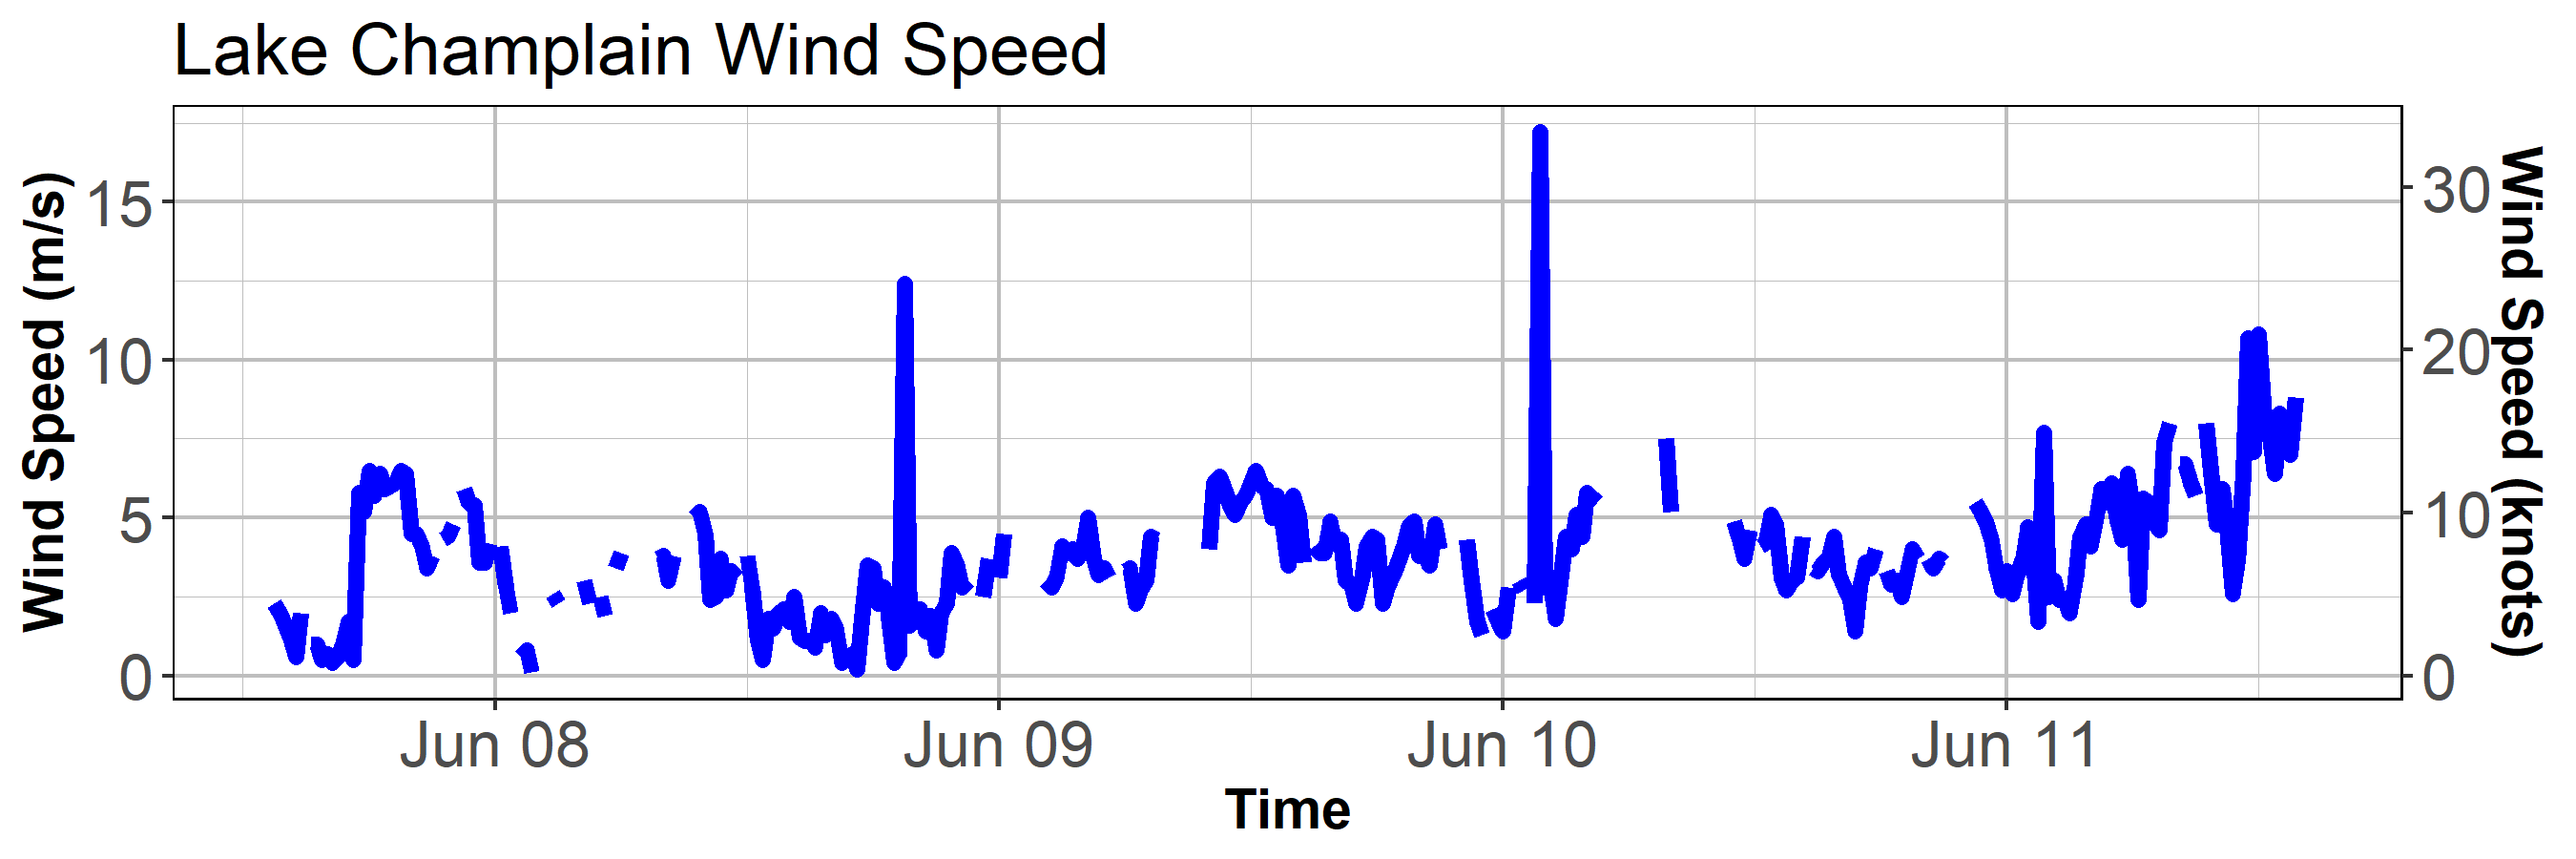 Lake Champlain Wind Speed
Wind Speed (m/s)
15
10
5
0
30
20
10
0
Wind Speed (knots)
Jun 08
Jun 09
Jun 10
Jun 11
Time